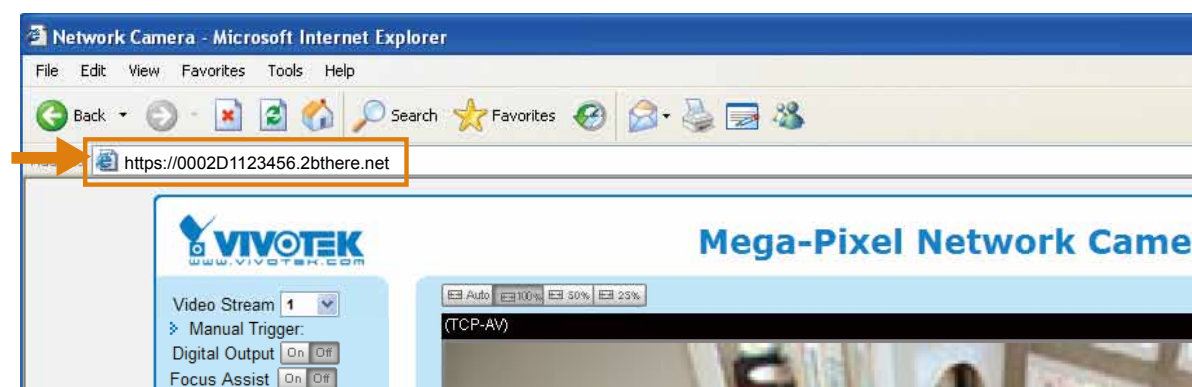 Network Camera - Microsoft Internet Explorer
File Edit View Favorites Tools Help
Back Search Favorites
https://0002D1123456.2bthere.net
VIVOTEK
www.vivotek.com
Mega-Pixel Network Came
Auto 100% 50% 25%
Video Stream 1
(TCP-AV)
Manual Trigger:
Digital Output On Off
Focus Assist On Off